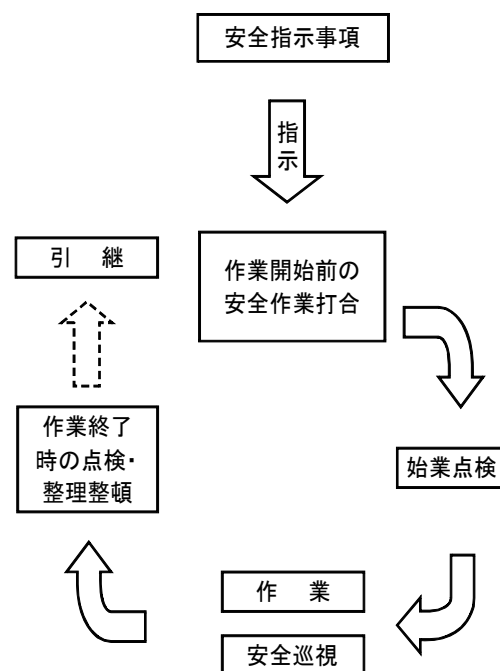 安全指示事項
指示
作業開始前の
安全作業打合
始業点検
作　業
安全巡視
作業終了
時の点検・
整理整頓
引　継